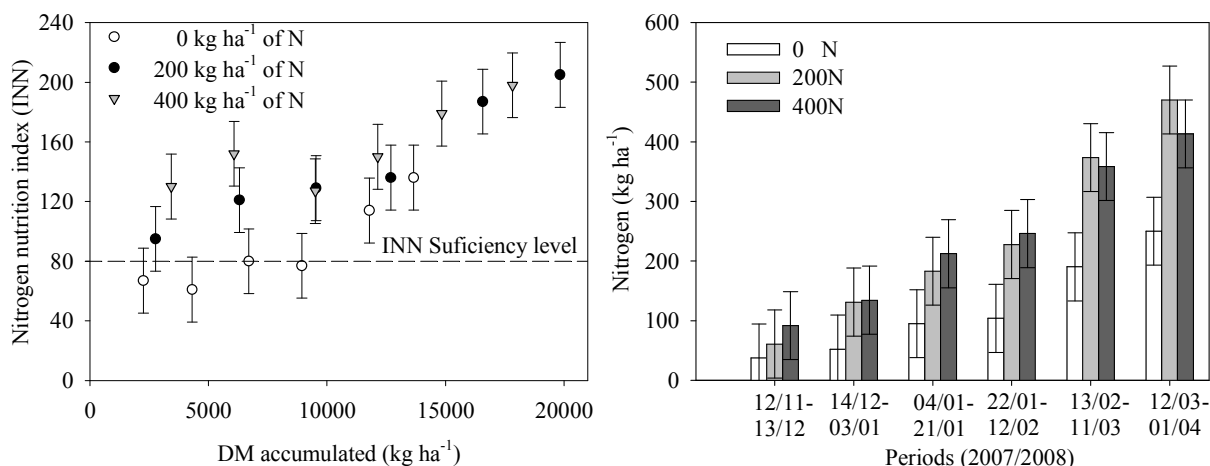 240
200
160
120
80
40
0
Nitrogen nutrition index (INN)
0 kg ha⁻¹ of N
200 kg ha⁻¹ of N
400 kg ha⁻¹ of N
INN Suficiency level
0 5000 10000 15000 20000
DM accumulated (kg ha⁻¹)
600
500
400
300
200
100
0
Nitrogen (kg ha⁻¹)
0 N
200N
400N
12/11- 14/12- 04/01- 22/01- 13/02- 12/03-
13/12 03/01 21/01 12/02 11/03 01/04
Periods (2007/2008)